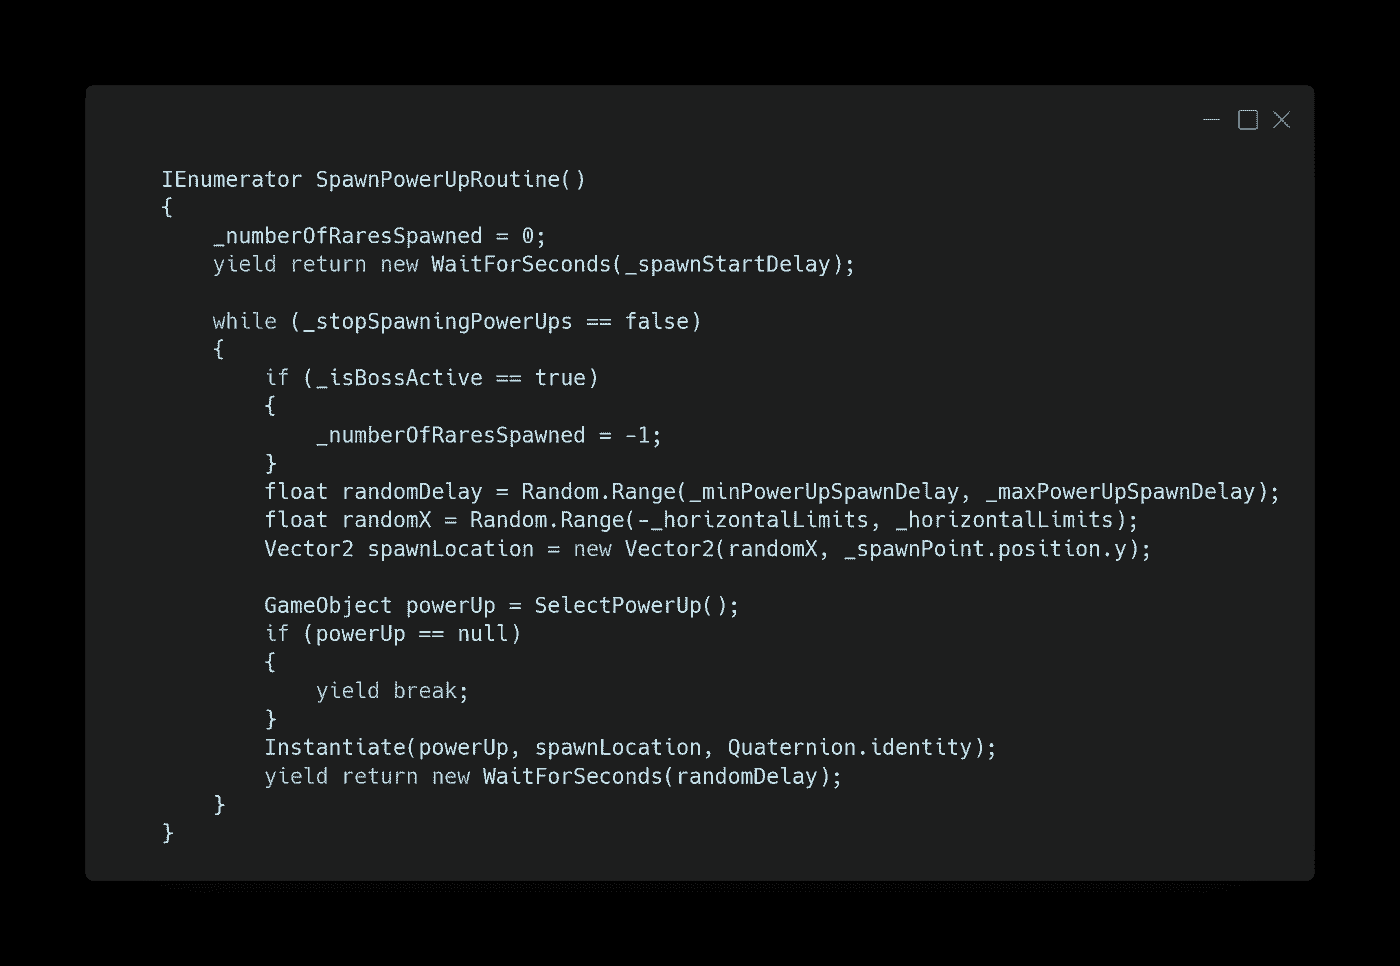 IEnumerator SpawnPowerUpRoutine()
{
    _numberOfRaresSpawned = 0;
    yield return new WaitForSeconds(_spawnStartDelay);

    while (_stopSpawningPowerUps == false)
    {
        if (_isBossActive == true)
        {
            _numberOfRaresSpawned = -1;
        }
        float randomDelay = Random.Range(_minPowerUpSpawnDelay, _maxPowerUpSpawnDelay);
        float randomX = Random.Range(-_horizontalLimits, _horizontalLimits);
        Vector2 spawnLocation = new Vector2(randomX, _spawnPoint.position.y);

        GameObject powerUp = SelectPowerUp();
        if (powerUp == null)
        {
            yield break;
        }
        Instantiate(powerUp, spawnLocation, Quaternion.identity);
        yield return new WaitForSeconds(randomDelay);
    }
}